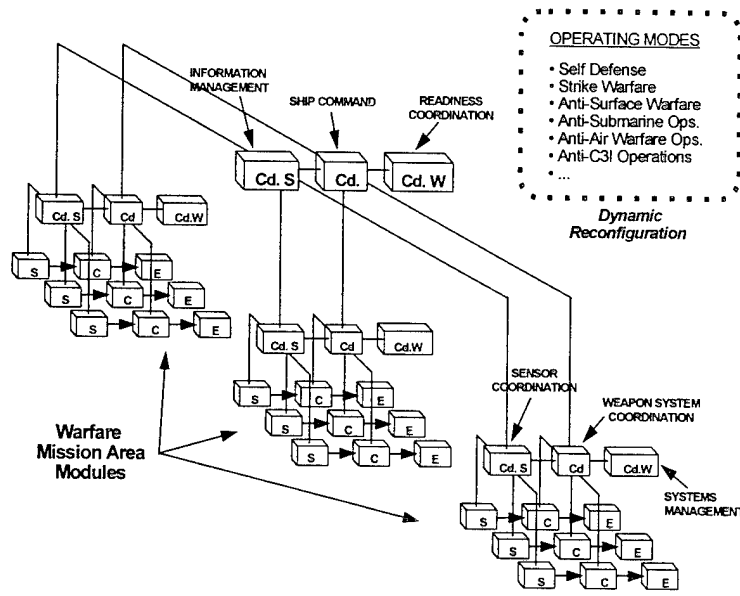 OPERATING MODES
• Self Defense
• Strike Warfare
• Anti-Surface Warfare
• Anti-Submarine Ops.
• Anti-Air Warfare Ops.
• Anti-C3I Operations
• ...
Dynamic
Reconfiguration
INFORMATION
MANAGEMENT
SHIP COMMAND
READINESS
COORDINATION
Cd. S
Cd.
Cd. W
Cd. S
Cd
Cd.W
S
C
E
S
C
E
S
C
E
Cd. S
Cd
Cd.W
S
C
E
S
C
E
S
C
E
Warfare
Mission Area
Modules
SENSOR
COORDINATION
WEAPON SYSTEM
COORDINATION
Cd. S
Cd
Cd.W
SYSTEMS
MANAGEMENT
S
C
E
S
C
E
S
C
E